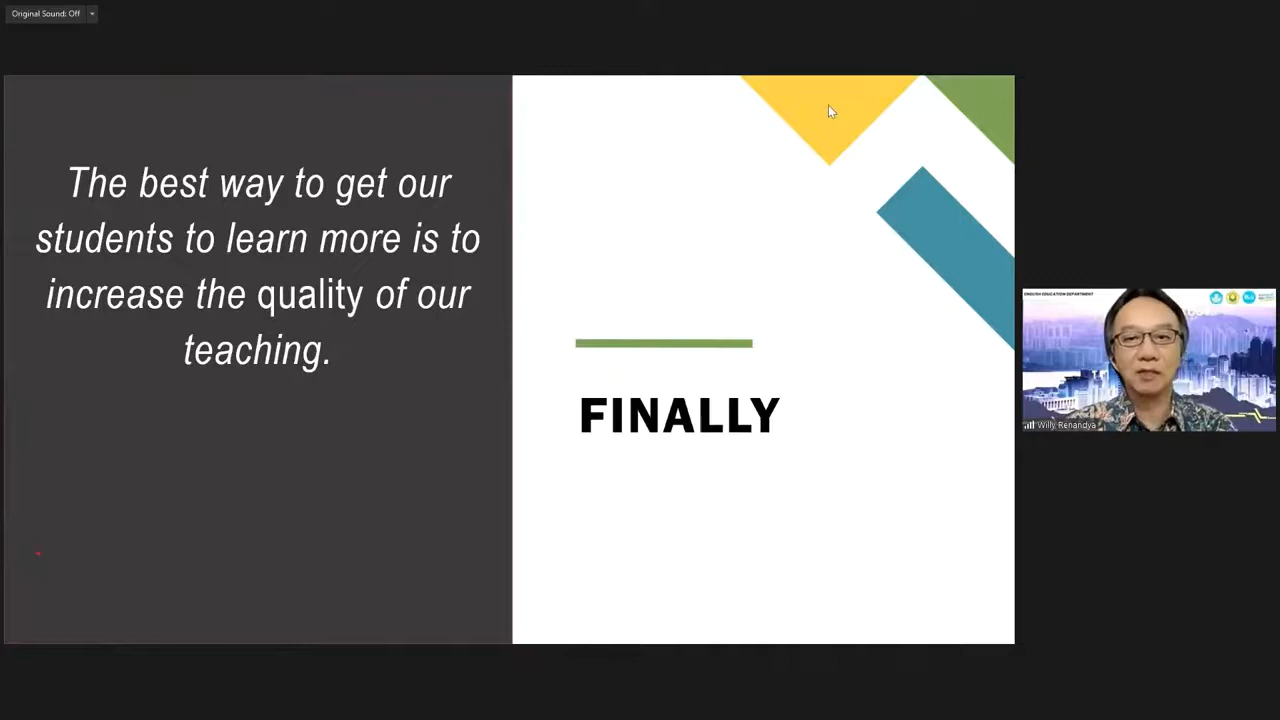 Original Sound: Off
The best way to get our
students to learn more is to
increase the quality of our
teaching.
FINALLY
ENGLISH EDUCATION DEPARTMENT
Willy Renandya